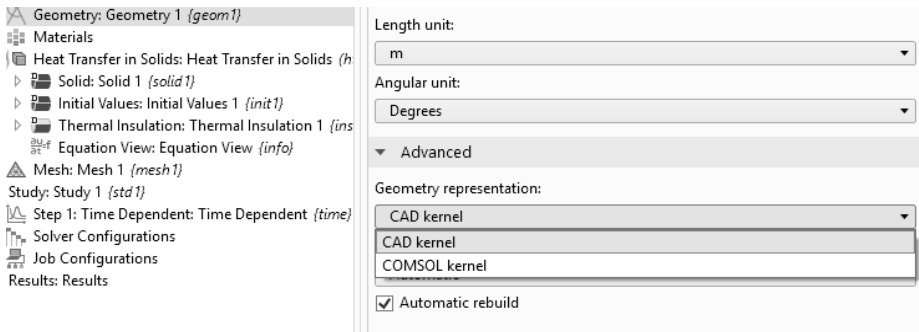 Geometry: Geometry 1 {geom1}
Materials
Heat Transfer in Solids: Heat Transfer in Solids {h
Solid: Solid 1 {solid1}
Initial Values: Initial Values 1 {init1}
Thermal Insulation: Thermal Insulation 1 {ins
Equation View: Equation View {info}
Mesh: Mesh 1 {mesh1}
Study: Study 1 {std1}
Step 1: Time Dependent: Time Dependent {time}
Solver Configurations
Job Configurations
Results: Results
Length unit:
m
Angular unit:
Degrees
Advanced
Geometry representation:
CAD kernel
CAD kernel
COMSOL kernel
Automatic rebuild